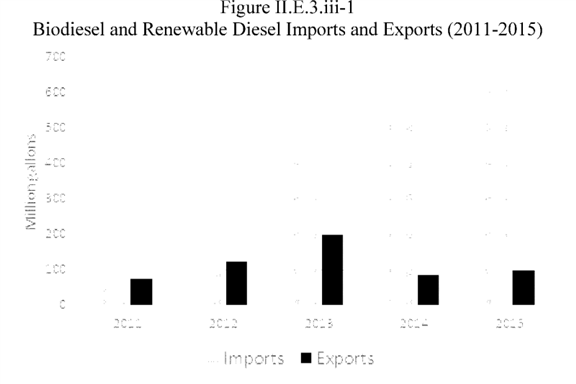 Figure II.E.3.iii-1
Biodiesel and Renewable Diesel Imports and Exports (2011-2015)
700
600
500
400
300
200
100
0
Million gallons
2011
2012
2013
2014
2015
Imports
Exports